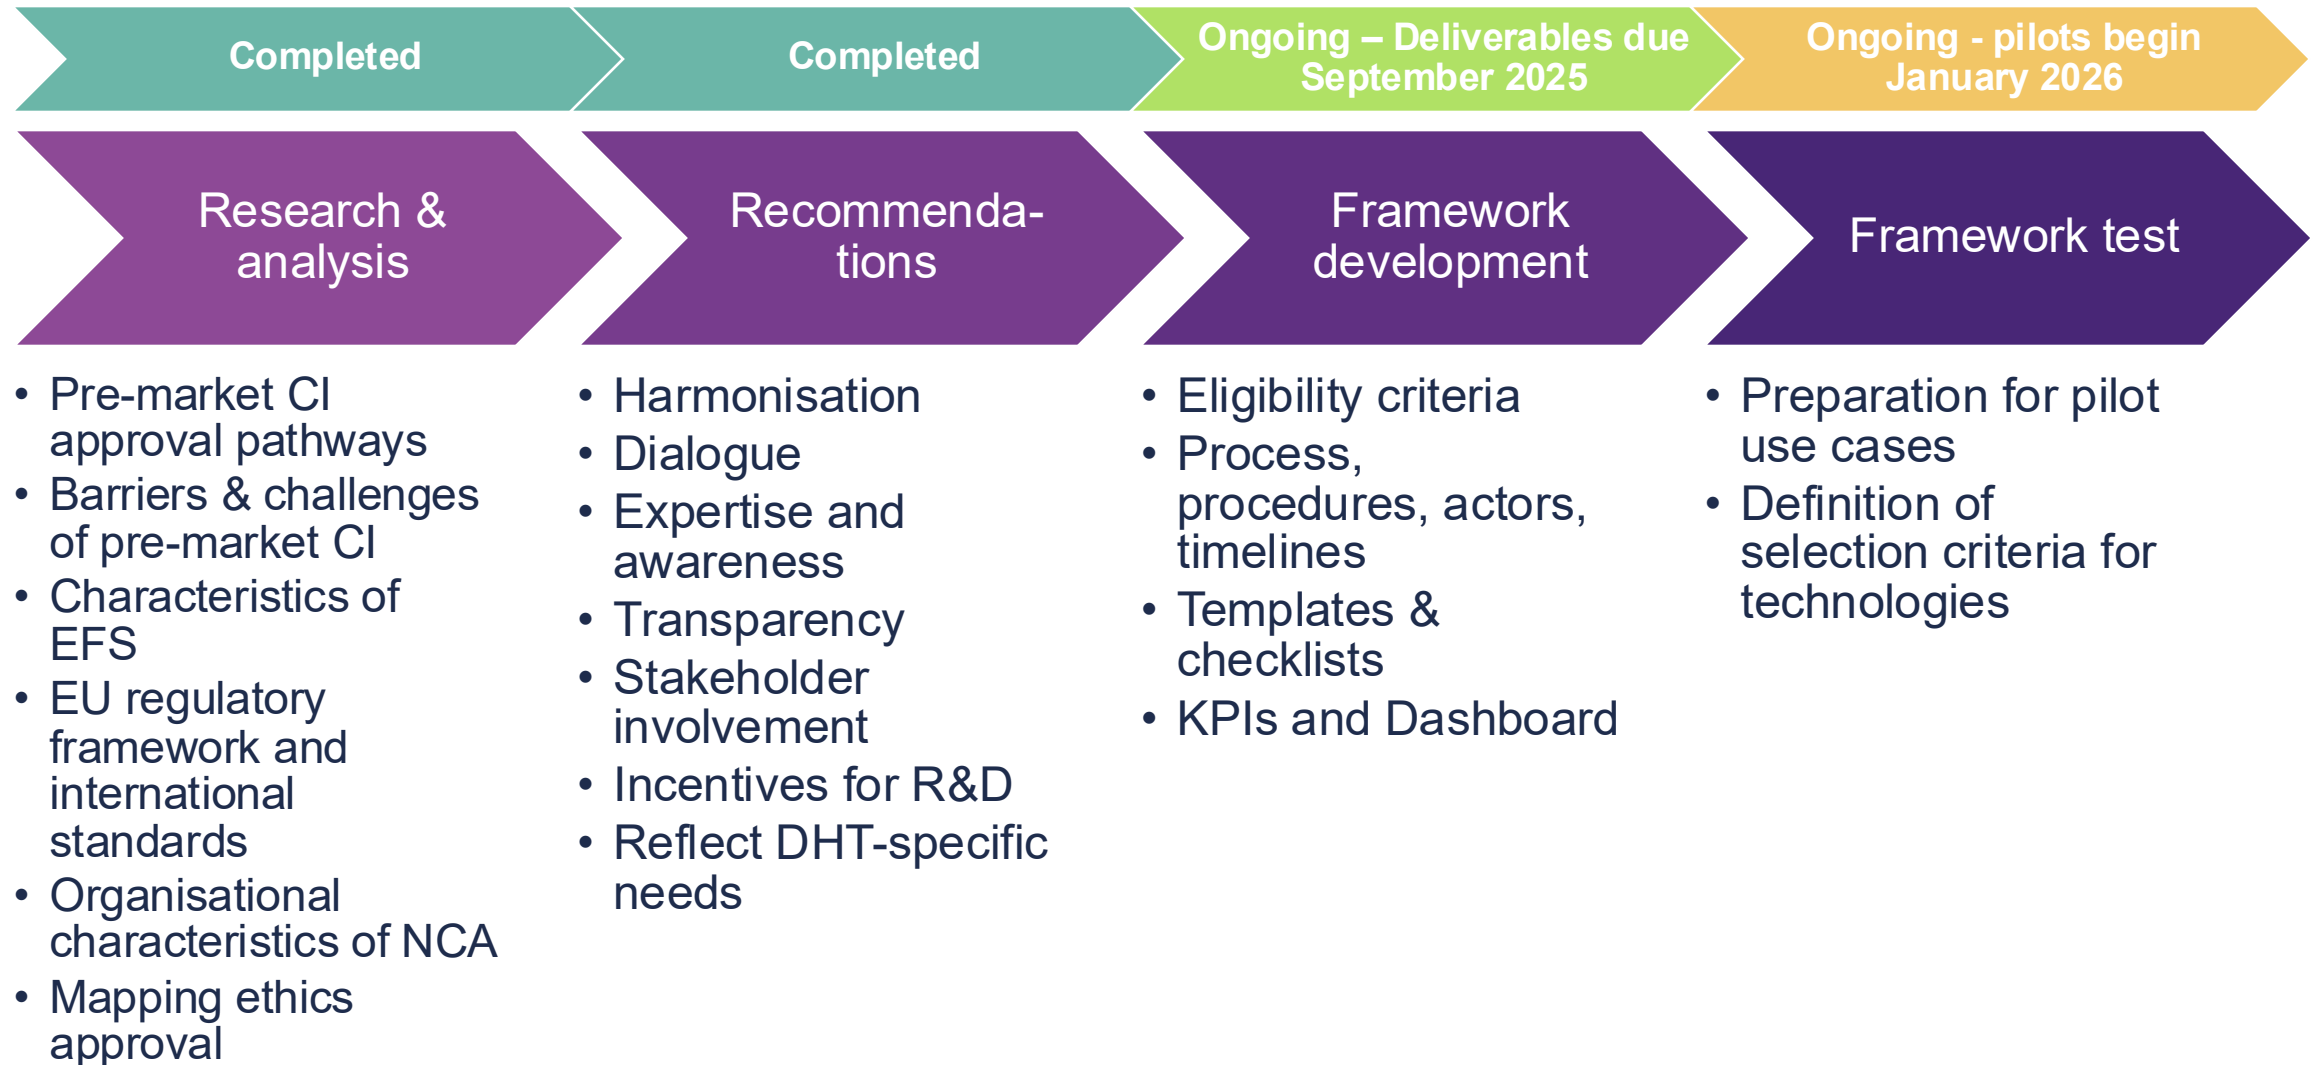 Completed
Completed
Ongoing – Deliverables due
September 2025
Ongoing - pilots begin
January 2026
Research &
analysis
Recommenda-
tions
Framework
development
Framework test
• Pre-market CI
approval pathways
• Barriers & challenges
of pre-market CI
• Characteristics of
EFS
• EU regulatory
framework and
international
standards
• Organisational
characteristics of NCA
• Mapping ethics
approval
• Harmonisation
• Dialogue
• Expertise and
awareness
• Transparency
• Stakeholder
involvement
• Incentives for R&D
• Reflect DHT-specific
needs
• Eligibility criteria
• Process,
procedures, actors,
timelines
• Templates &
checklists
• KPIs and Dashboard
• Preparation for pilot
use cases
• Definition of
selection criteria for
technologies